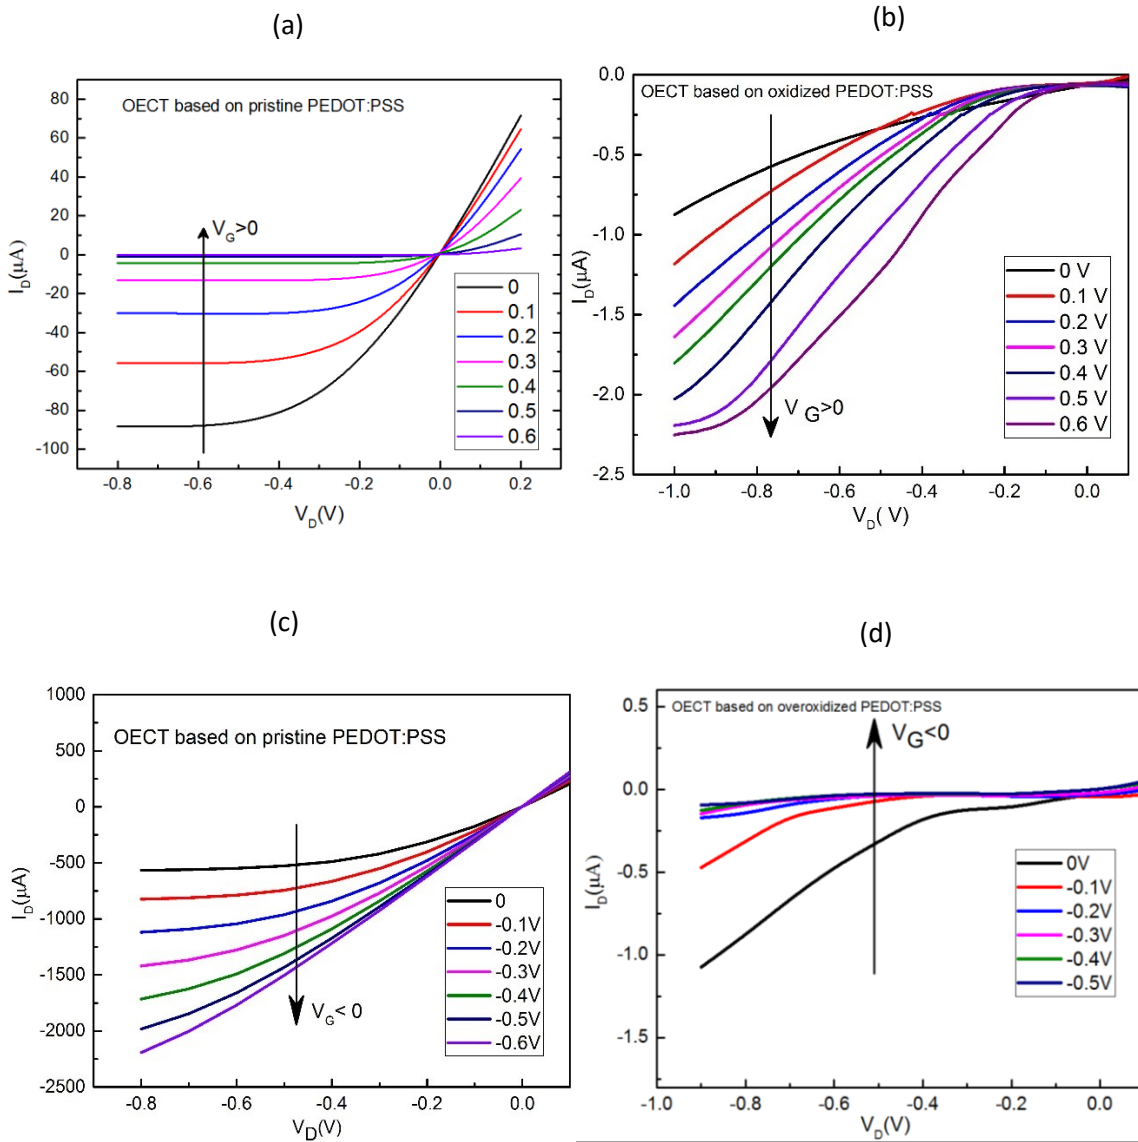 (a)
OECT based on pristine PEDOT:PSS
V_G>0
80
60
40
20
0
-20
-40
-60
-80
-100
I_D(μA)
0
0.1
0.2
0.3
0.4
0.5
0.6
-0.8
-0.6
-0.4
-0.2
0.0
0.2
V_D(V)
(b)
OECT based on oxidized PEDOT:PSS
0.0
-0.5
-1.0
-1.5
-2.0
-2.5
I_D(μA)
V_G>0
0 V
0.1 V
0.2 V
0.3 V
0.4 V
0.5 V
0.6 V
-1.0
-0.8
-0.6
-0.4
-0.2
0.0
V_D( V)
(c)
OECT based on pristine PEDOT:PSS
1000
500
0
-500
-1000
-1500
-2000
-2500
I_D(μA)
V_G< 0
0
-0.1V
-0.2V
-0.3V
-0.4V
-0.5V
-0.6V
-0.8
-0.6
-0.4
-0.2
0.0
V_D(V)
(d)
OECT based on overoxidized PEDOT:PSS
V_G<0
0.5
0.0
-0.5
-1.0
-1.5
I_D(μA)
0V
-0.1V
-0.2V
-0.3V
-0.4V
-0.5V
-1.0
-0.8
-0.6
-0.4
-0.2
0.0
V_D(V)